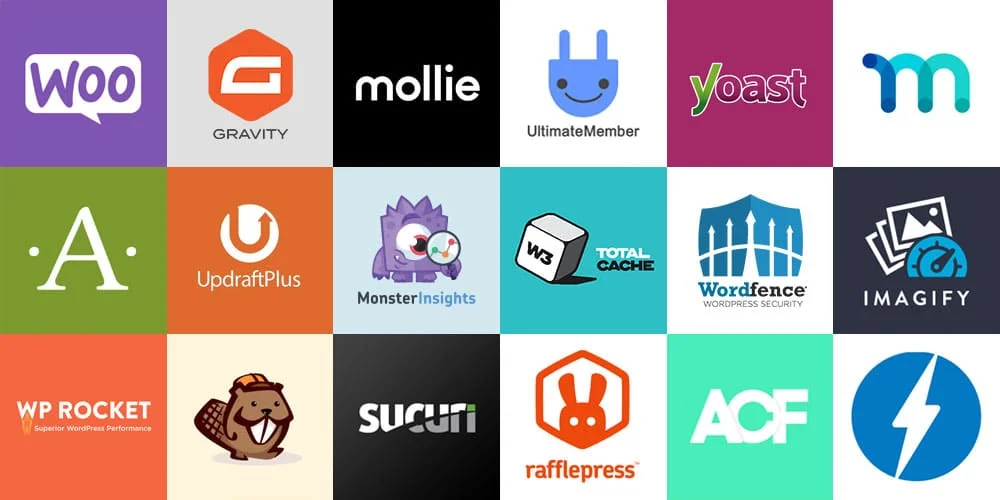 WOO
GRAVITY
mollie
UltimateMember
yoast
m
·A·
UpdraftPlus
MonsterInsights
W3
TOTAL
CACHE
Wordfence
WORDPRESS SECURITY
IMAGIFY
WP ROCKET
Superior WordPress Performance
sucuri
rafflepress™
ACF